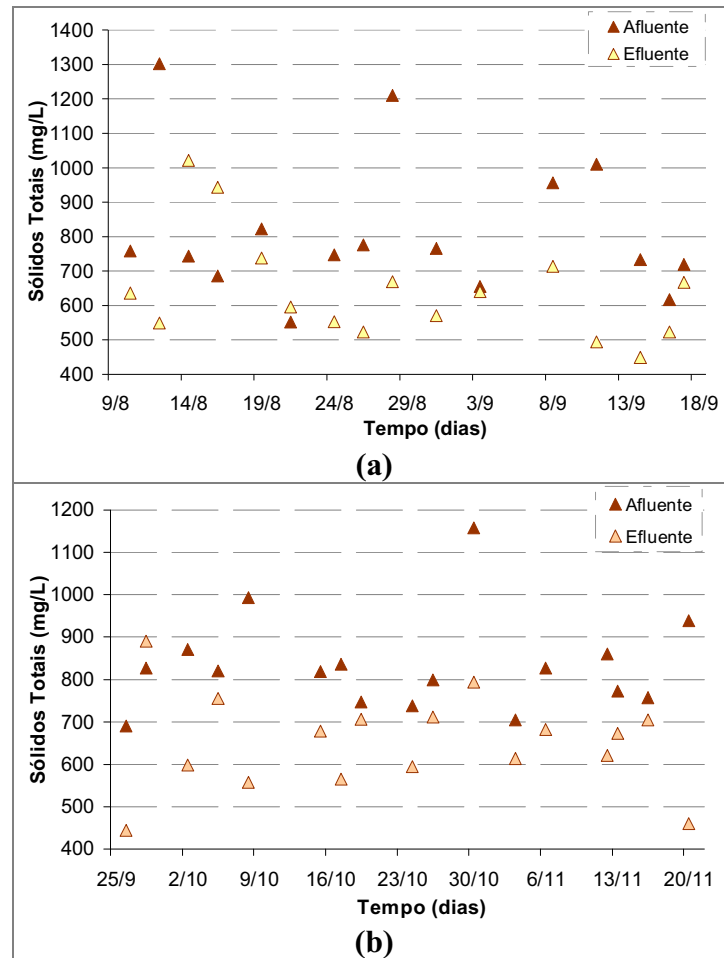 Afluente
Efluente
1400
1300
1200
1100
1000
900
800
700
600
500
400
Sólidos Totais (mg/L)
9/8 14/8 19/8 24/8 29/8 3/9 8/9 13/9 18/9
Tempo (dias)
(a)
Afluente
Efluente
1200
1100
1000
900
800
700
600
500
400
Sólidos Totais (mg/L)
25/9 2/10 9/10 16/10 23/10 30/10 6/11 13/11 20/11
Tempo (dias)
(b)